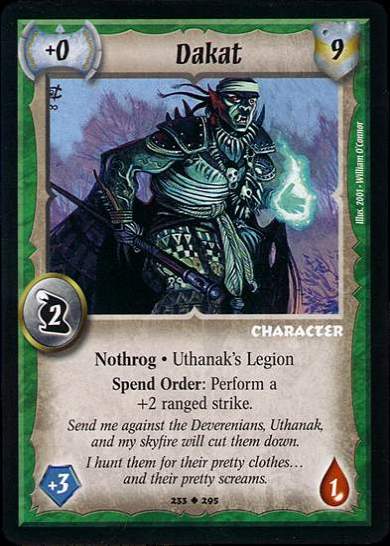 +0
Dakat
9
Illus. 2001 • William O'Connor
2
CHARACTER
Nothrog • Uthanak's Legion
Spend Order: Perform a
+2 ranged strike.
Send me against the Deverenians, Uthanak,
and my skyfire will cut them down.
I hunt them for their pretty clothes…
and their pretty screams.
+3
233 ♦ 295
1